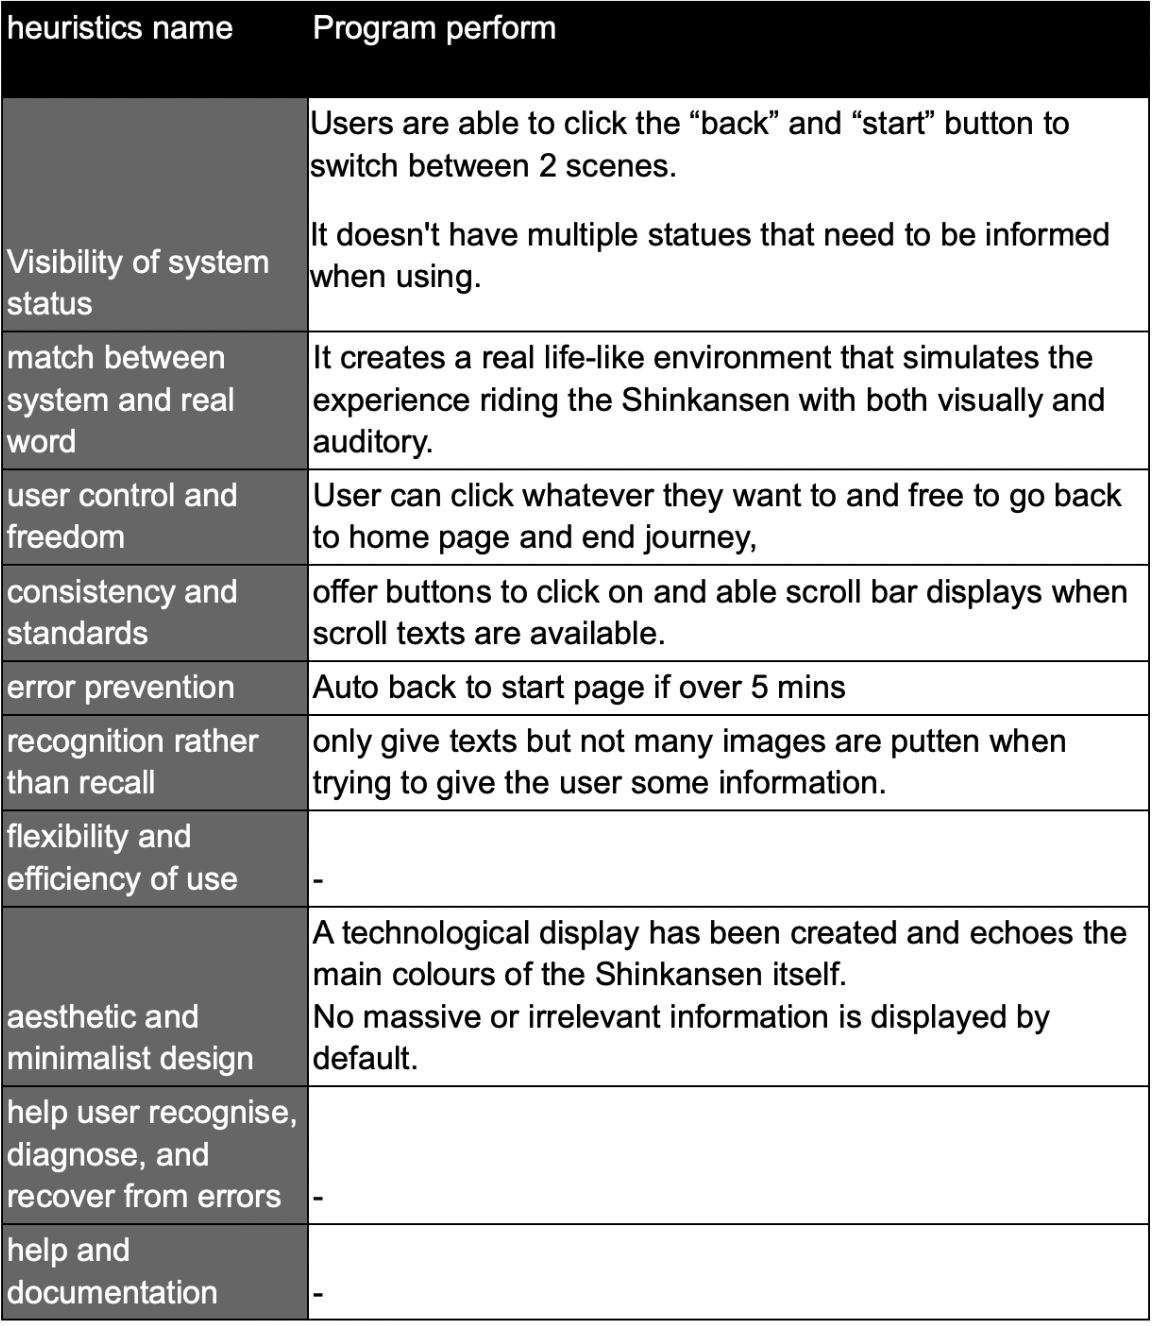 heuristics name
Program perform
Visibility of system
status
Users are able to click the “back” and “start” button to
switch between 2 scenes.
It doesn't have multiple statues that need to be informed
when using.
match between
system and real
word
It creates a real life-like environment that simulates the
experience riding the Shinkansen with both visually and
auditory.
user control and
freedom
User can click whatever they want to and free to go back
to home page and end journey,
consistency and
standards
offer buttons to click on and able scroll bar displays when
scroll texts are available.
error prevention
Auto back to start page if over 5 mins
recognition rather
than recall
only give texts but not many images are putten when
trying to give the user some information.
flexibility and
efficiency of use
-
aesthetic and
minimalist design
A technological display has been created and echoes the
main colours of the Shinkansen itself.
No massive or irrelevant information is displayed by
default.
help user recognise,
diagnose, and
recover from errors
-
help and
documentation
-